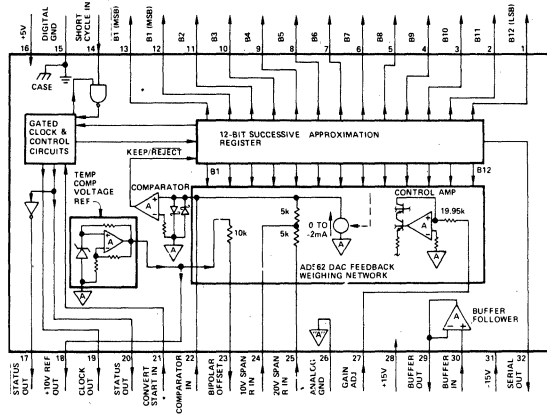 +5V
DIGITAL GND
SHORT CYCLE IN
B1 (MSB)
B1 (MSB)
B2
B3
B4
B5
B6
B7
B8
B9
B10
B11
B12 (LSB)
16
15
14
13
12
11
10
9
8
7
6
5
4
3
2
1
CASE
GATED
CLOCK &
CONTROL
CIRCUITS
12-BIT SUCCESSIVE APPROXIMATION
REGISTER
KEEP/REJECT
B1
B12
TEMP
COMP
VOLTAGE
REF
COMPARATOR
CONTROL AMP
A
A
A
A
A
A
A
A
A
5k
5k
10k
0 TO
-2mA
19.95k
AD562 DAC FEEDBACK
WEIGHING NETWORK
BUFFER
FOLLOWER
17
18
19
20
21
22
23
24
25
26
27
28
29
30
31
32
STATUS OUT
+10V REF OUT
CLOCK OUT
STATUS OUT
CONVERT START IN
COMPARATOR IN
BIPOLAR OFFSET
10V SPAN R IN
20V SPAN R IN
ANALOG GND
GAIN ADJ
+15V
BUFFER OUT
BUFFER IN
-15V
SERIAL OUT